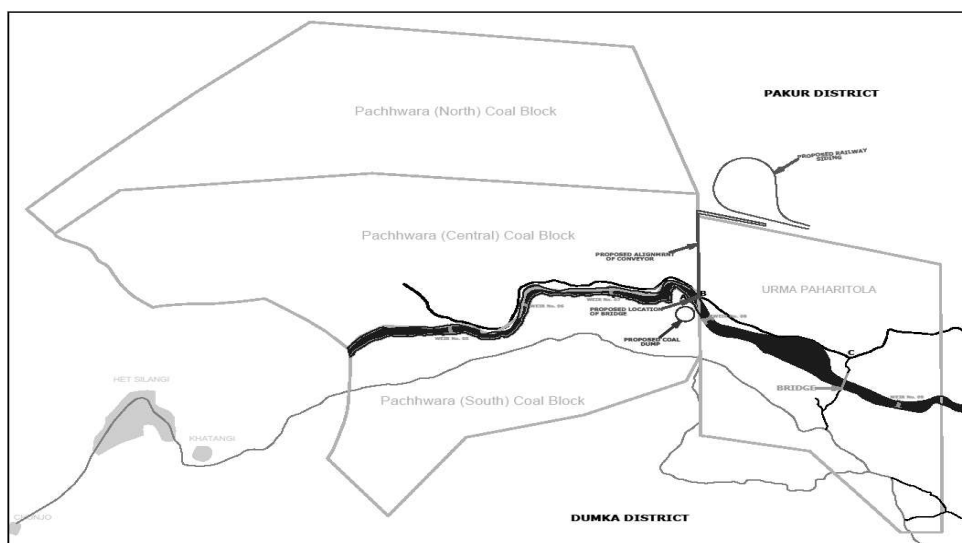 Pachhwara (North) Coal Block
PAKUR DISTRICT
PROPOSED RAILWAY
SIDING
Pachhwara (Central) Coal Block
PROPOSED ALIGNMENT
OF CONVEYOR
URMA PAHARITOLA
A
B
PROPOSED LOCATION
OF BRIDGE
PROPOSED COAL
DUMP
C
BRIDGE
HET SILANGI
KHATANGI
Pachhwara (South) Coal Block
DUMKA DISTRICT